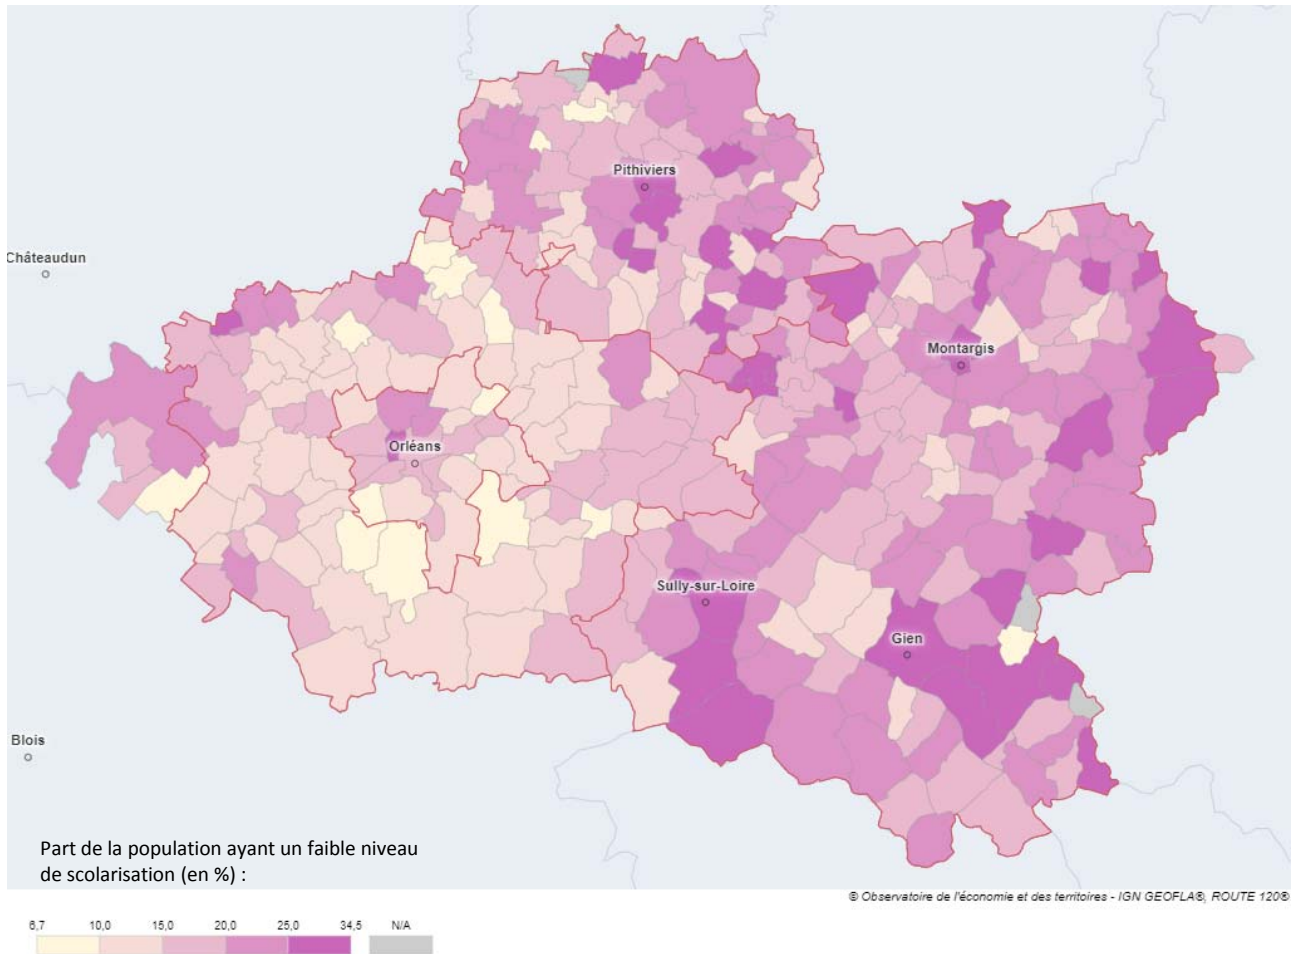 Pithiviers
Châteaudun
Montargis
Orléans
Sully-sur-Loire
Gien
Blois
Part de la population ayant un faible niveau
de scolarisation (en %) :
© Observatoire de l'économie et des territoires - IGN GEOFLA®, ROUTE 120®
6,7 10,0 15,0 20,0 25,0 34,5 N/A